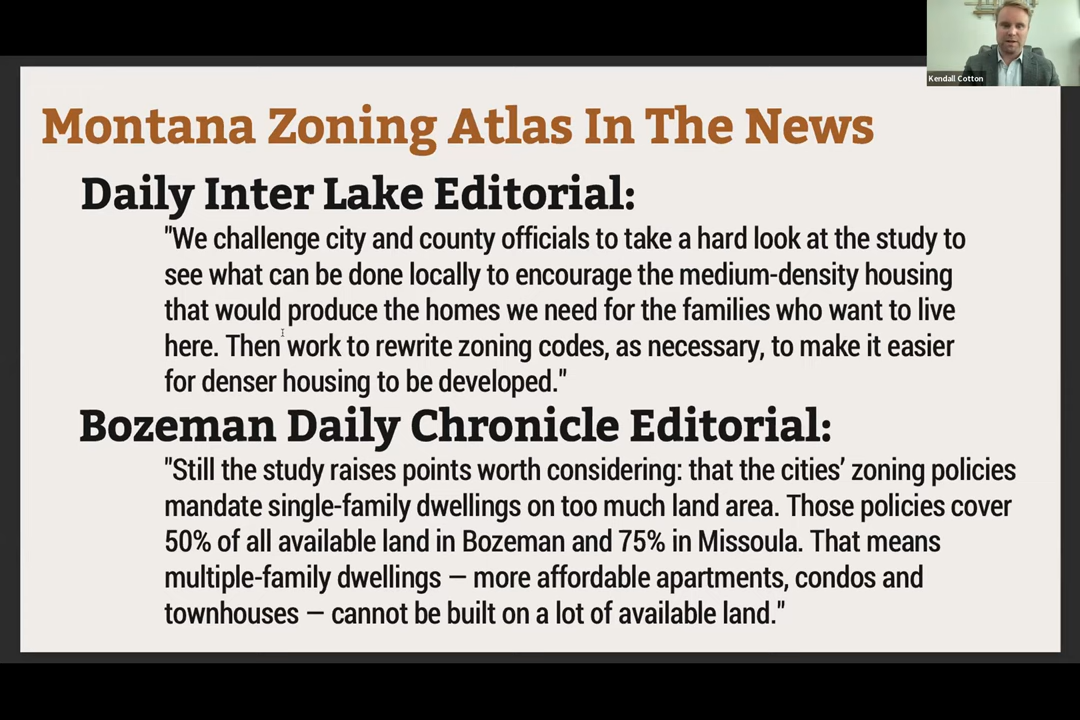 Kendall Cotton
Montana Zoning Atlas In The News
Daily Inter Lake Editorial:
"We challenge city and county officials to take a hard look at the study to
see what can be done locally to encourage the medium-density housing
that would produce the homes we need for the families who want to live
here. Then work to rewrite zoning codes, as necessary, to make it easier
for denser housing to be developed."
Bozeman Daily Chronicle Editorial:
"Still the study raises points worth considering: that the cities’ zoning policies
mandate single-family dwellings on too much land area. Those policies cover
50% of all available land in Bozeman and 75% in Missoula. That means
multiple-family dwellings — more affordable apartments, condos and
townhouses — cannot be built on a lot of available land."